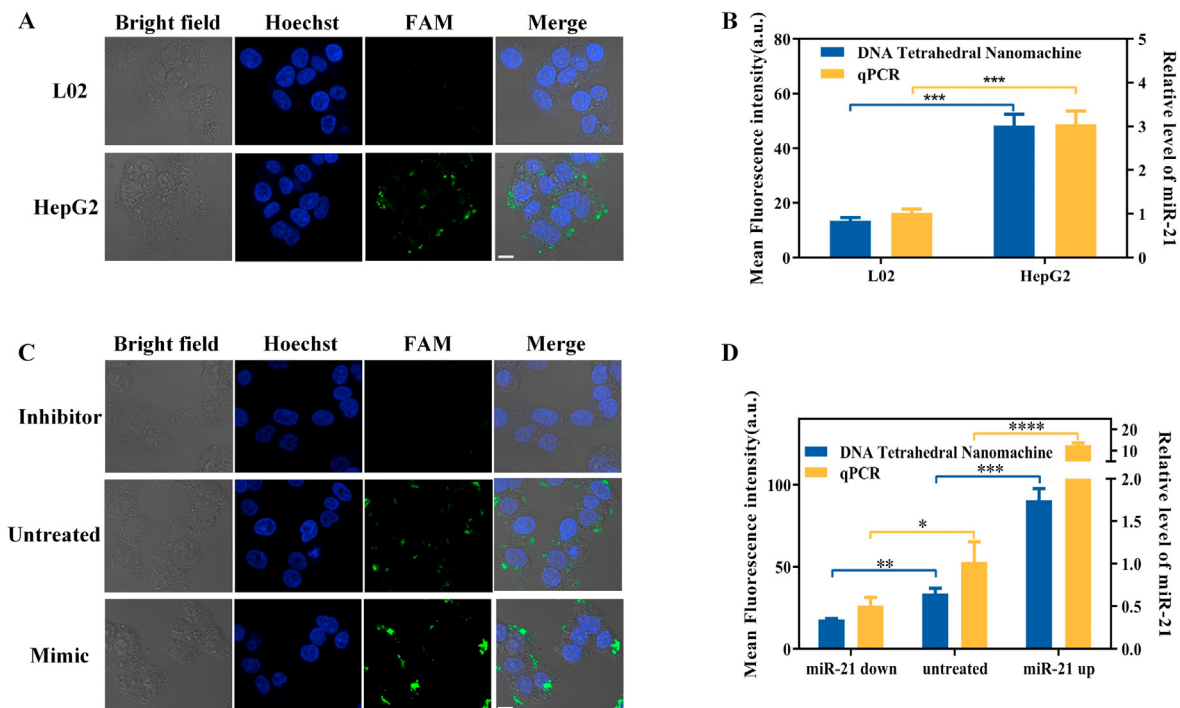 A
Bright field Hoechst FAM Merge
L02
HepG2
B
Mean Fluorescence intensity(a.u.)
80
60
40
20
0
DNA Tetrahedral Nanomachine
qPCR
***
***
5
4
3
2
1
0
Relative level of miR-21
L02 HepG2
C
Bright field Hoechst FAM Merge
Inhibitor
Untreated
Mimic
D
Mean Fluorescence intensity(a.u.)
100
50
0
DNA Tetrahedral Nanomachine
qPCR
****
***
*
**
20
10
2.0
1.5
1.0
0.5
0.0
Relative level of miR-21
miR-21 down untreated miR-21 up